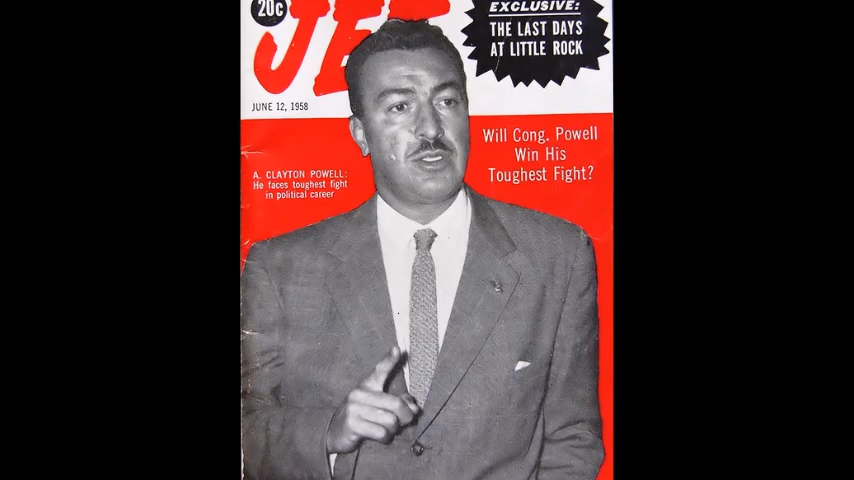 20c
JET
EXCLUSIVE:
THE LAST DAYS
AT LITTLE ROCK
JUNE 12, 1958
Will Cong. Powell
Win His
Toughest Fight?
A. CLAYTON POWELL:
He faces toughest fight
in political career